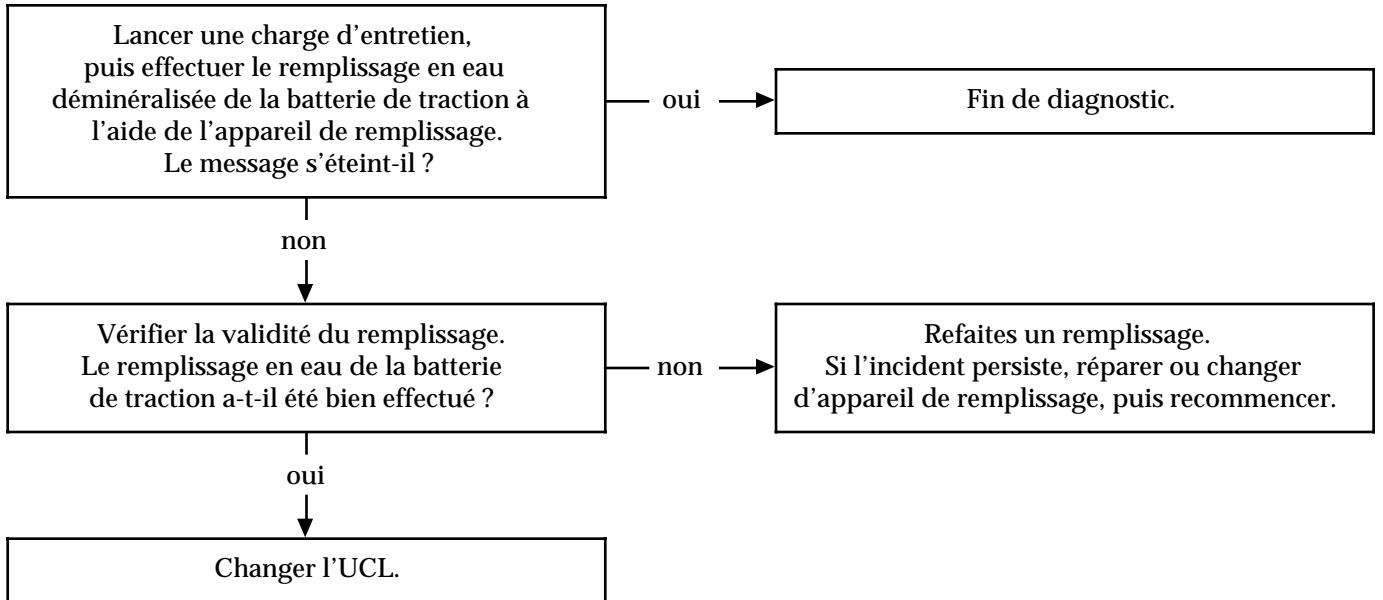 Lancer une charge d’entretien,
puis effectuer le remplissage en eau
déminéralisée de la batterie de traction à
l’aide de l’appareil de remplissage.
Le message s’éteint-il ?
oui
Fin de diagnostic.
non
Vérifier la validité du remplissage.
Le remplissage en eau de la batterie
de traction a-t-il été bien effectué ?
non
Refaites un remplissage.
Si l’incident persiste, réparer ou changer
d’appareil de remplissage, puis recommencer.
oui
Changer l’UCL.